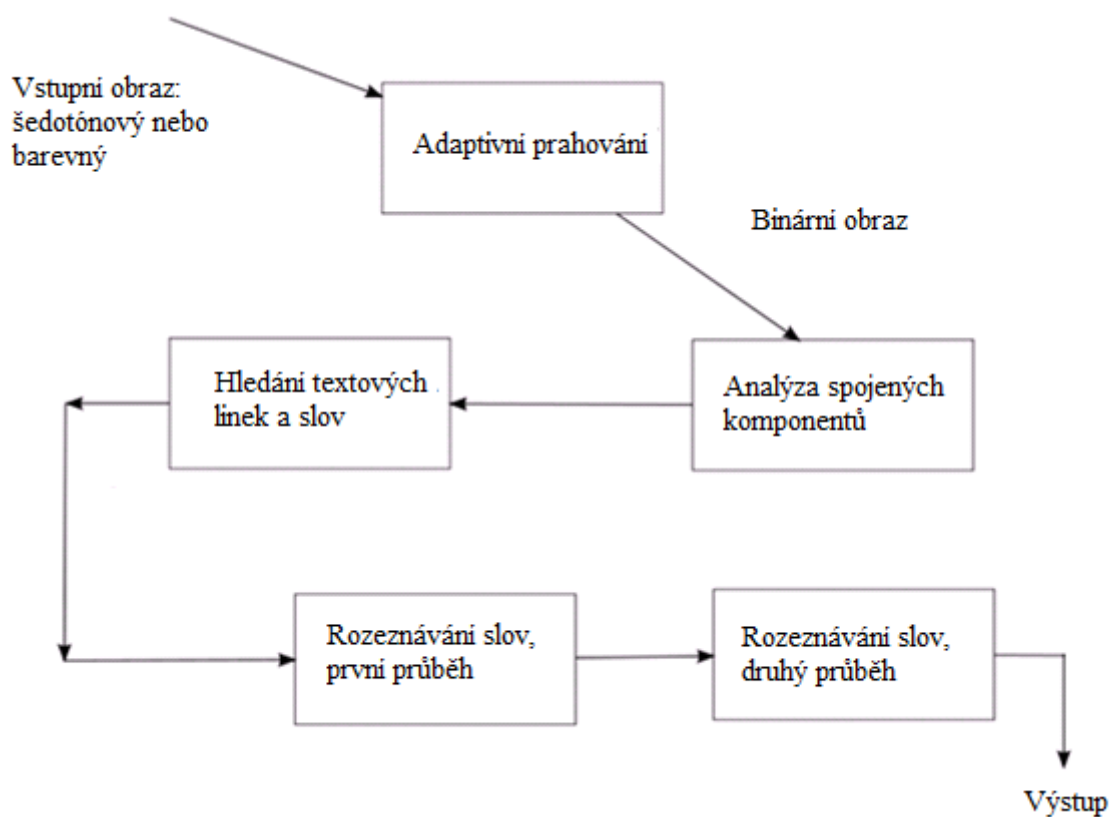 Vstupní obraz:
šedotónový nebo
barevný
Adaptivní prahování
Binární obraz
Analýza spojených
komponentů
Hledání textových
linek a slov
Rozeznávání slov,
první průběh
Rozeznávání slov,
druhý průběh
Výstup